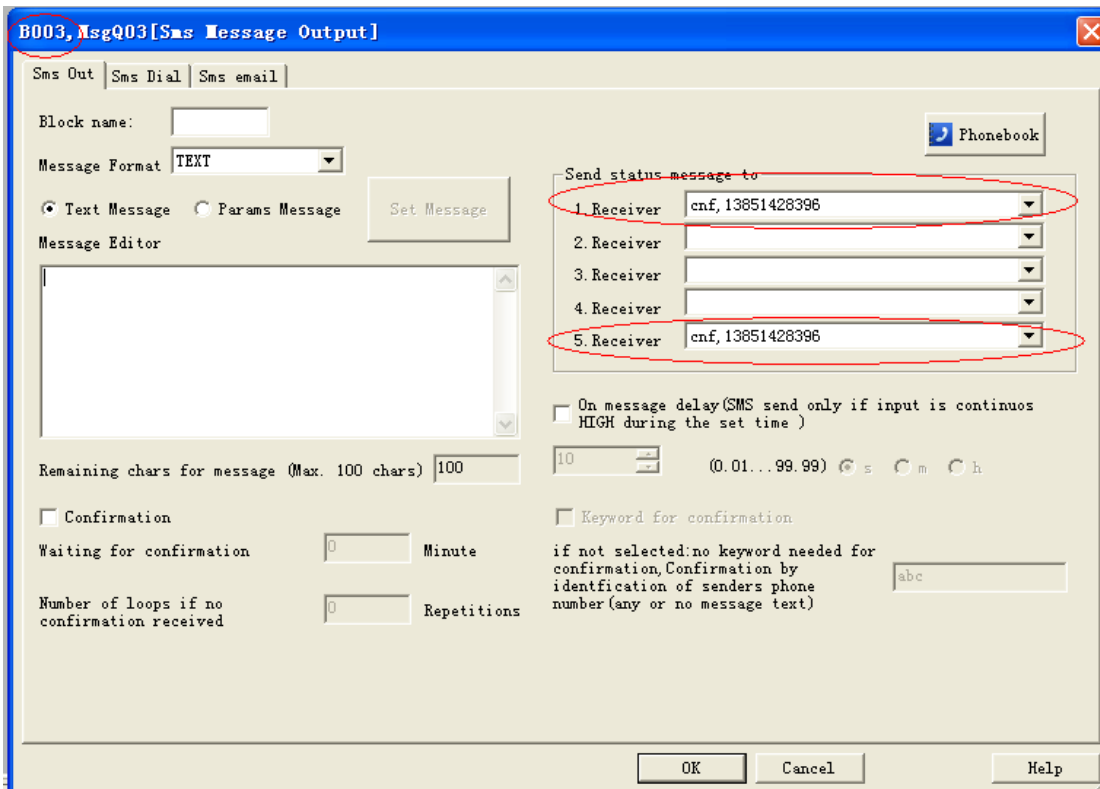 B003,MsgQ03[Sms Message Output]
Sms Out Sms Dial Sms email
Block name:
Phonebook
Message Format TEXT
Send status message to
Text Message Params Message Set Message
1.Receiver cnf, 13851428396
Message Editor
2.Receiver
3.Receiver
4.Receiver
5.Receiver cnf, 13851428396
On message delay(SMS send only if input is continuos
HIGH during the set time )
10 (0.01...99.99) s m h
Remaining chars for message (Max. 100 chars) 100
Confirmation
Keyword for confirmation
Waiting for confirmation 0 Minute
if not selected:no keyword needed for
confirmation,Confirmation by
identfication of senders phone
number(any or no message text)
abc
Number of loops if no
confirmation received
0 Repetitions
OK Cancel Help